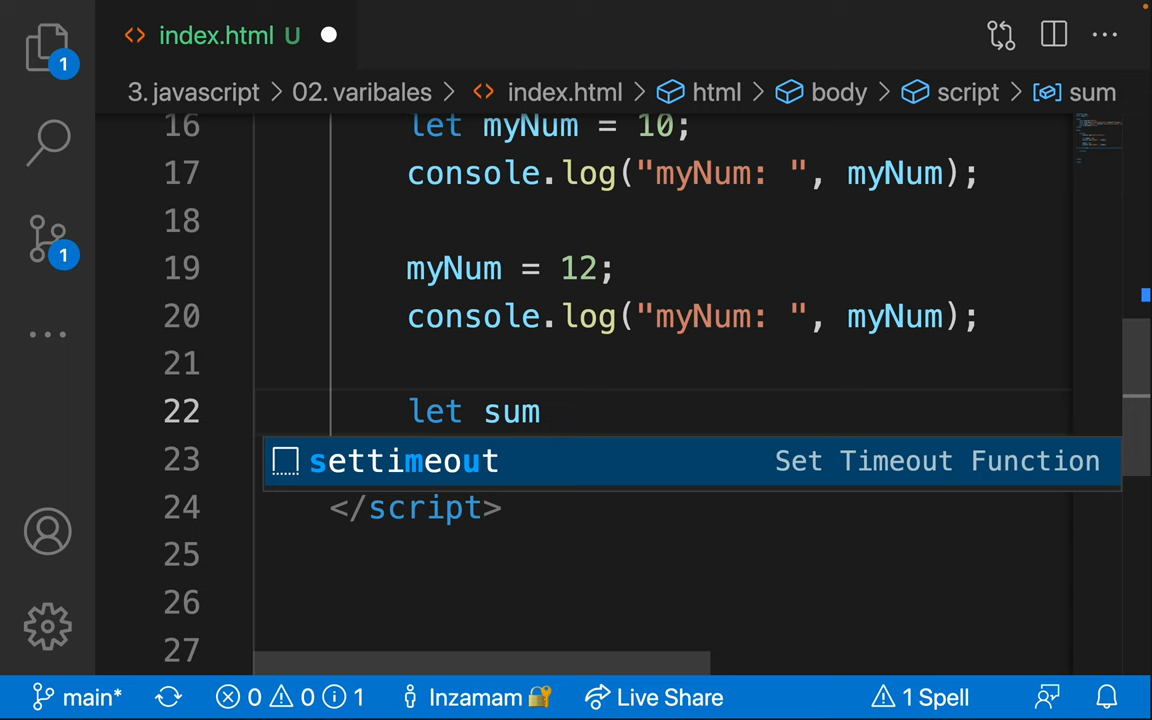 index.html U
3. javascript > 02. varibales > index.html > html > body > script > sum
16 let myNum = 10;
17 console.log("myNum: ", myNum);
18
19 myNum = 12;
20 console.log("myNum: ", myNum);
21
22 let sum
23 settimeout Set Timeout Function
24 </script>
25
26
27
1
1
main* 0 0 1 Inzamam Live Share 1 Spell